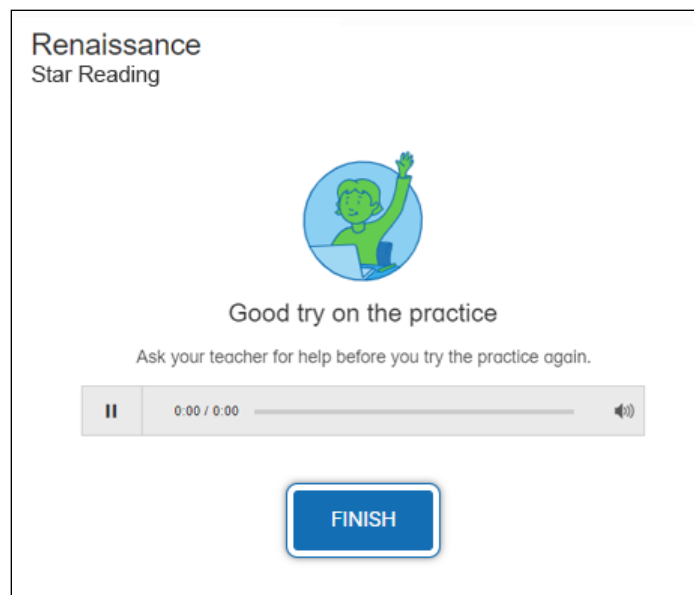 Renaissance
Star Reading
Good try on the practice
Ask your teacher for help before you try the practice again.
0:00 / 0:00
FINISH